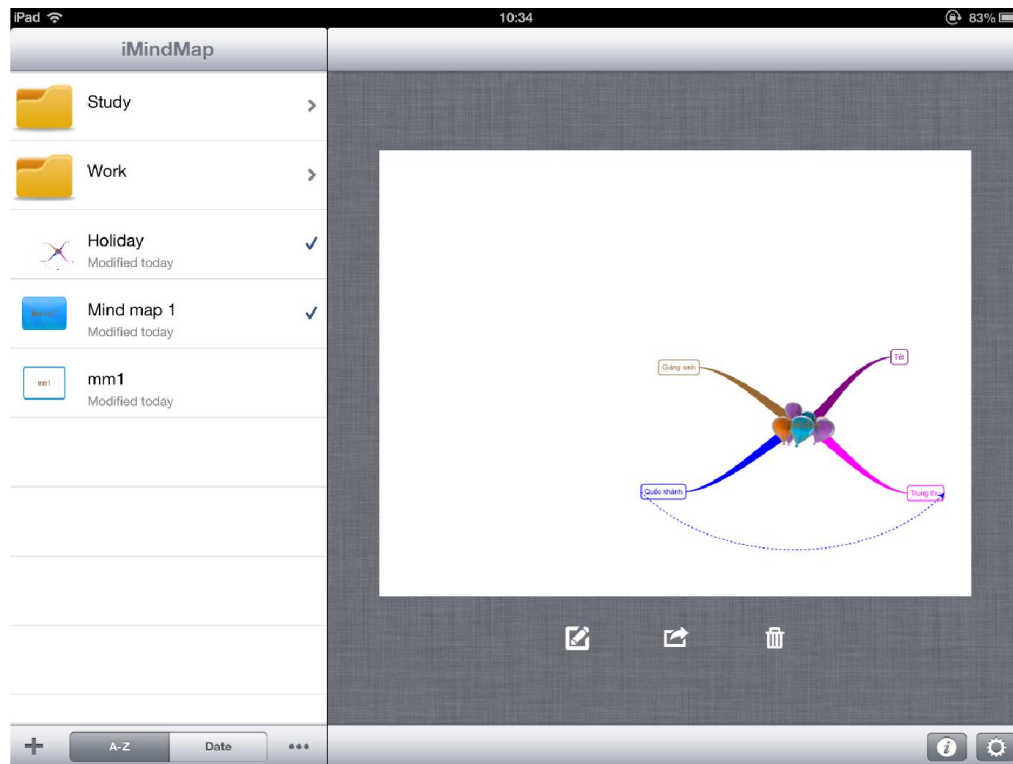 iPad 10:34 83%
iMindMap
Study
Work
Holiday
Modified today
Mind map 1
Modified today
mm1
mm1
Modified today
Giáng sinh
Tết
Quốc khánh
Trung thu
A-Z Date